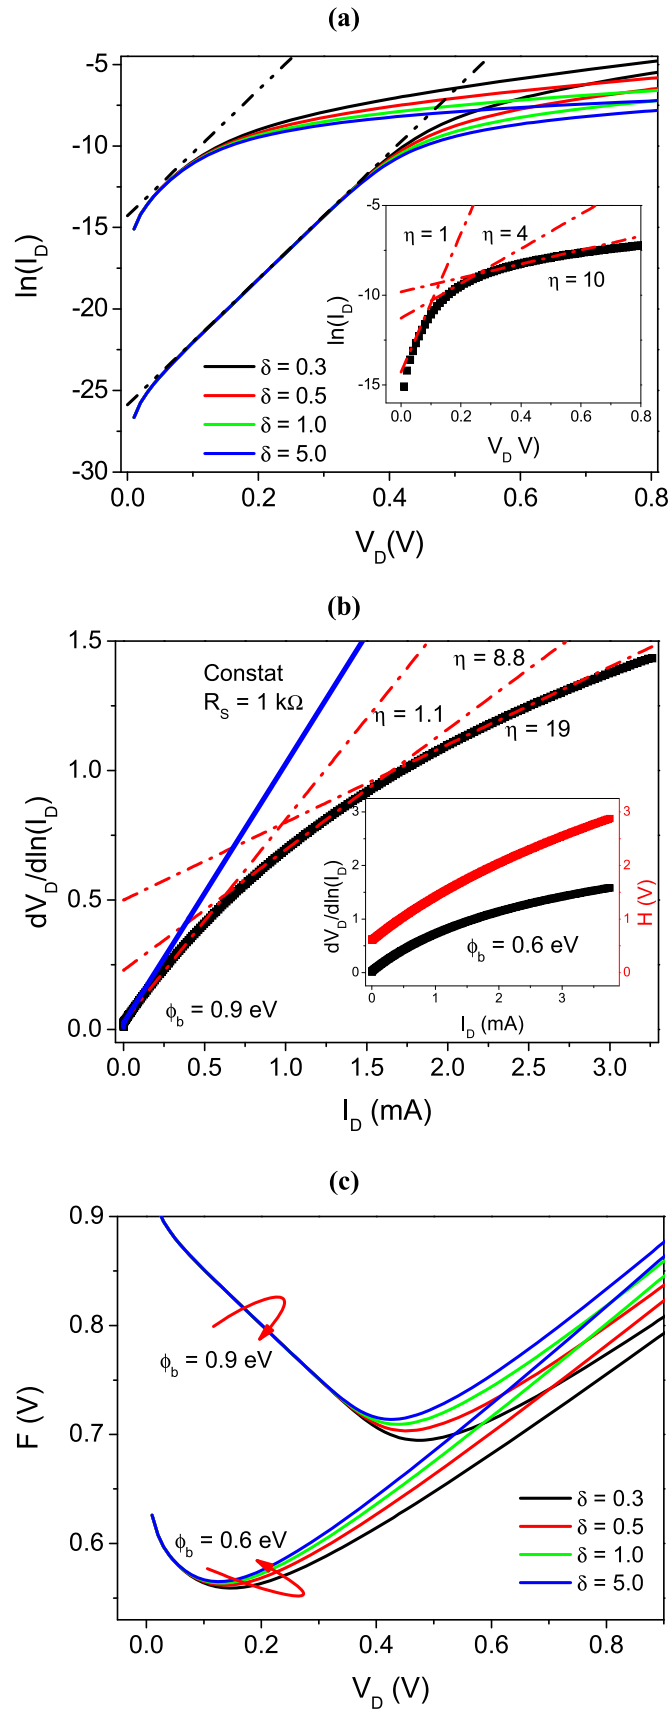 (a)
-5
-10
-15
-20
-25
-30
ln(I_D)
0.0 0.2 0.4 0.6 0.8
V_D(V)
δ = 0.3
δ = 0.5
δ = 1.0
δ = 5.0
-5
-10
-15
ln(I_D)
η = 1
η = 4
η = 10
0.0 0.2 0.4 0.6 0.8
V_D V)
(b)
1.5
1.0
0.5
0.0
dV_D/dln(I_D)
Constat
R_S = 1 kΩ
η = 8.8
η = 1.1
η = 19
ϕ_b = 0.9 eV
0.0 0.5 1.0 1.5 2.0 2.5 3.0
I_D (mA)
3
2
1
0
dV_D/dln(I_D)
3
2
1
0
H (V)
ϕ_b = 0.6 eV
0 1 2 3
I_D (mA)
(c)
0.9
0.8
0.7
0.6
F (V)
ϕ_b = 0.9 eV
ϕ_b = 0.6 eV
δ = 0.3
δ = 0.5
δ = 1.0
δ = 5.0
0.0 0.2 0.4 0.6 0.8
V_D (V)